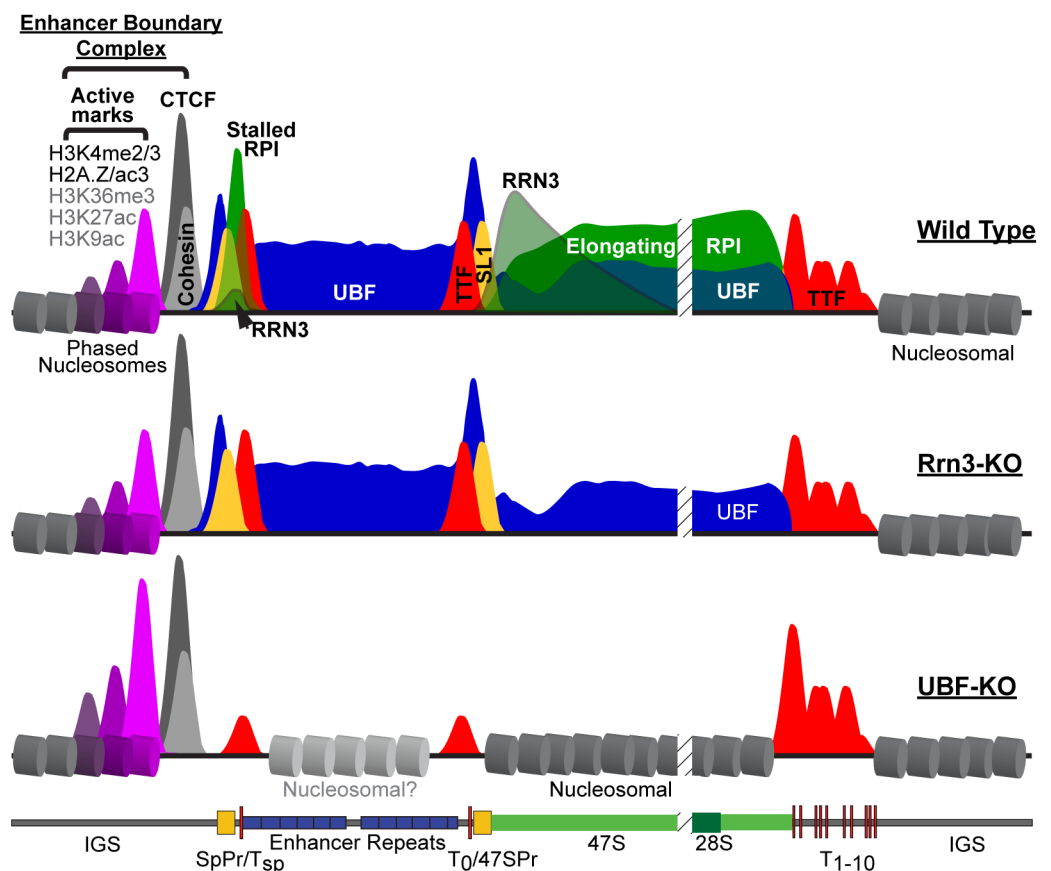 Enhancer Boundary
Complex
Active
marks
CTCF
H3K4me2/3
H2A.Z/ac3
H3K36me3
H3K27ac
H3K9ac
Cohesin
Stalled
RPI
RRN3
UBF
TTF
SL1
RRN3
Elongating
RPI
UBF
TTF
Wild Type
Phased
Nucleosomes
Nucleosomal
Rrn3-KO
UBF
UBF-KO
Nucleosomal?
Nucleosomal
IGS
SpPr/Tsp
Enhancer Repeats
T0/47SPr
47S
28S
T1-10
IGS